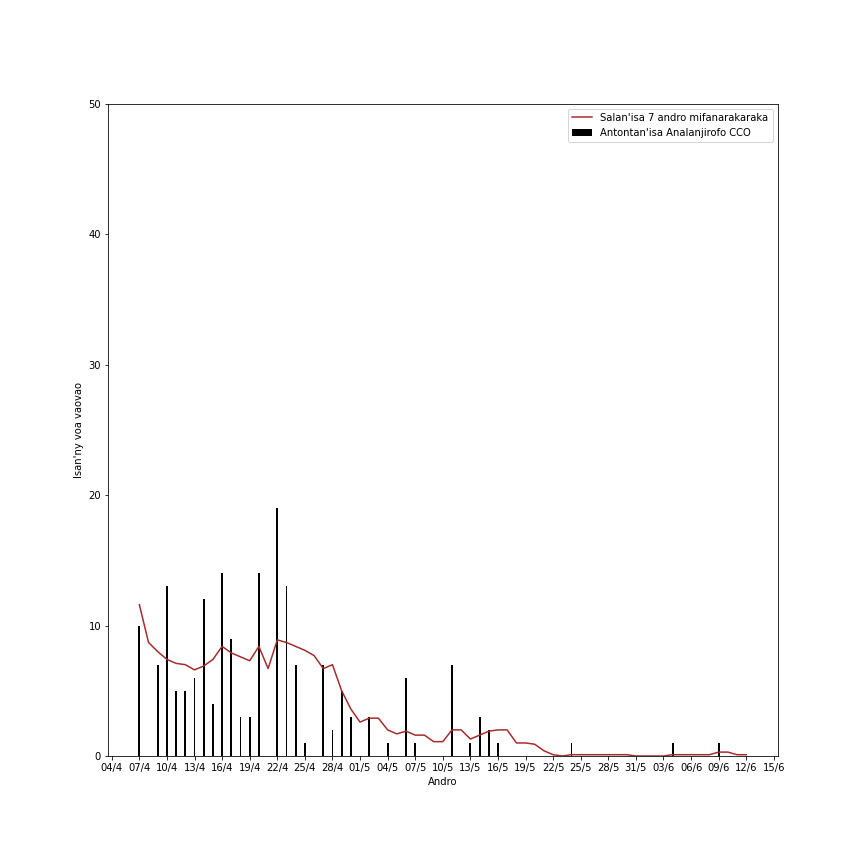 50
40
30
20
10
0
Isan'ny voa vaovao
Salan'isa 7 andro mifanarakaraka
Antontan'isa Analanjirofo CCO
04/4 07/4 10/4 13/4 16/4 19/4 22/4 25/4 28/4 01/5 04/5 07/5 10/5 13/5 16/5 19/5 22/5 25/5 28/5 31/5 03/6 06/6 09/6 12/6 15/6
Andro